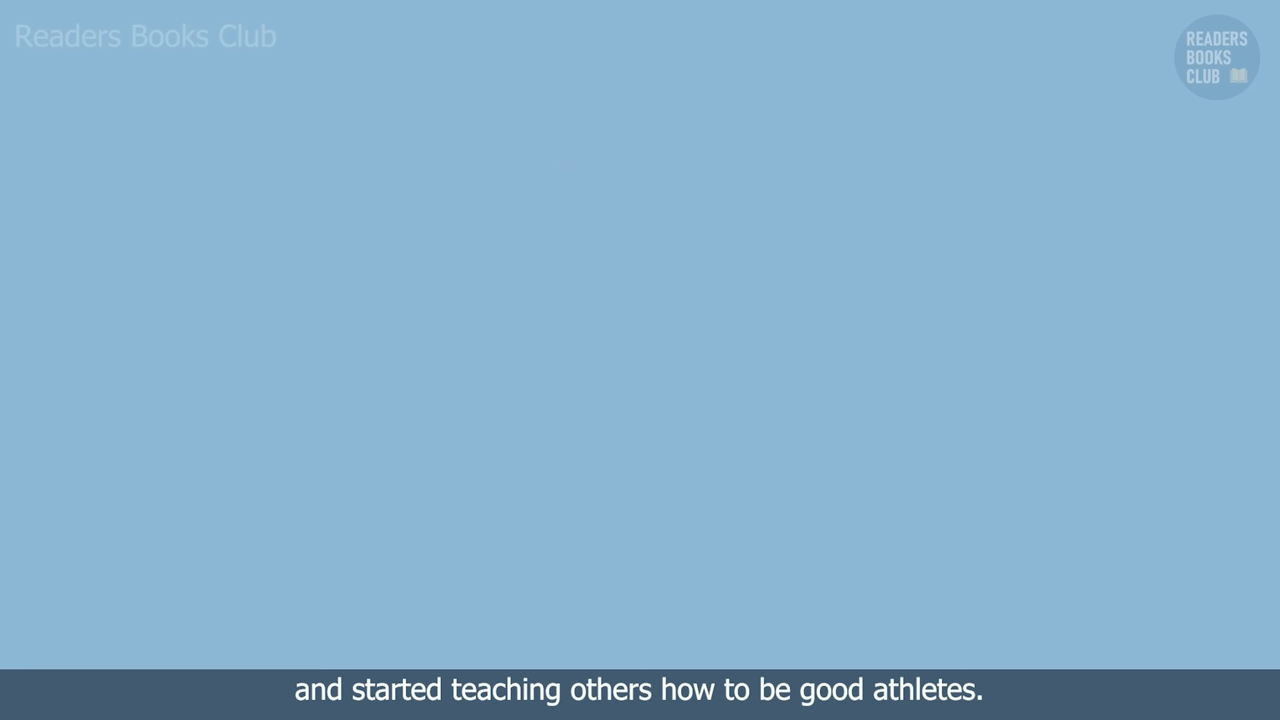 Readers Books Club
READERS
BOOKS
CLUB
and started teaching others how to be good athletes.